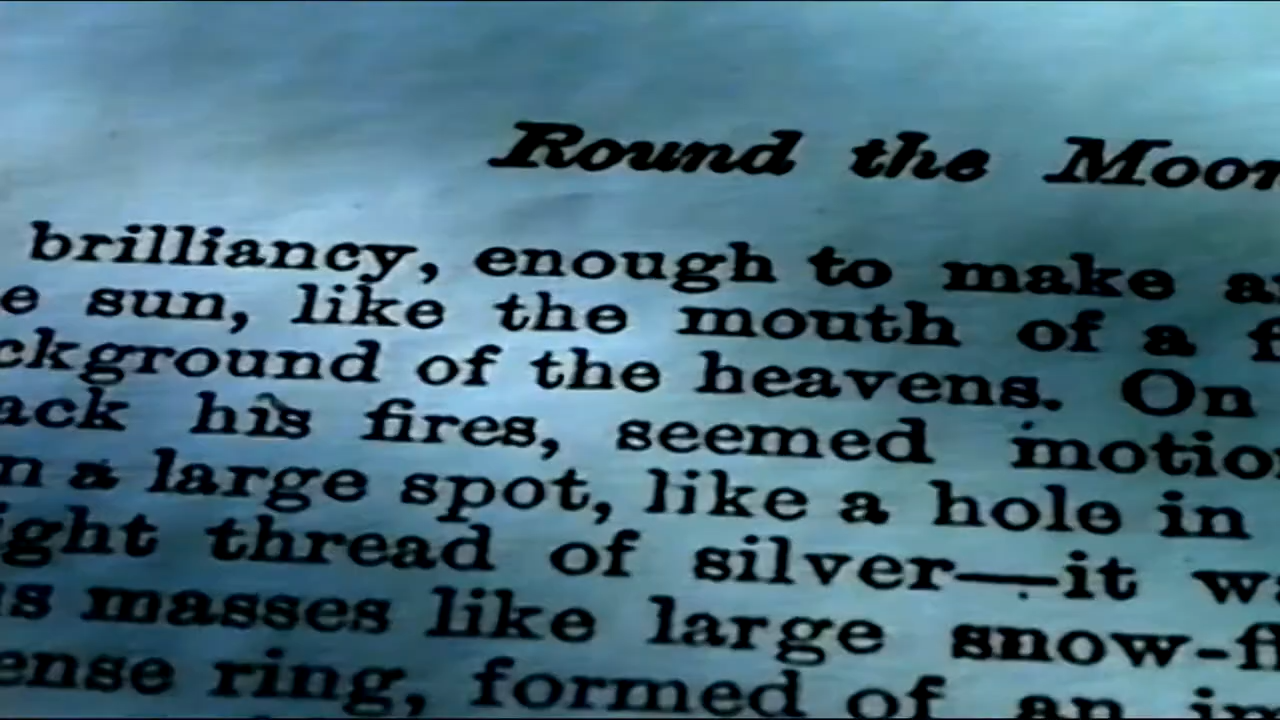 Round the Moon
brilliancy, enough to make a
e sun, like the mouth of a f
ckground of the heavens. On
ack his fires, seemed motio
n a large spot, like a hole in
ight thread of silver—it w
s masses like large snow-fl
ense ring, formed of an im